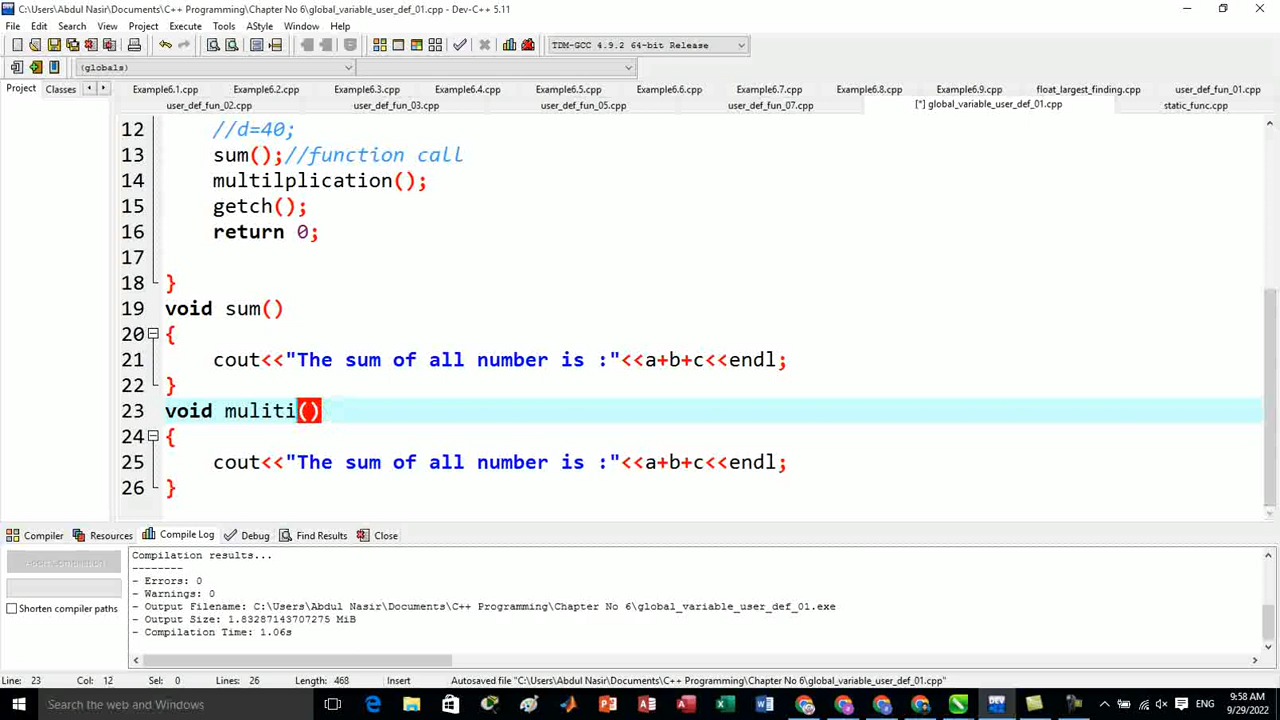 C:\Users\Abdul Nasir\Documents\C++ Programming\Chapter No 6\global_variable_user_def_01.cpp - Dev-C++ 5.11
File Edit Search View Project Execute Tools AStyle Window Help
TDM-GCC 4.9.2 64-bit Release
(globals)
Project Classes
Example6.1.cpp Example6.2.cpp Example6.3.cpp Example6.4.cpp Example6.5.cpp Example6.6.cpp Example6.7.cpp Example6.8.cpp Example6.9.cpp float_largest_finding.cpp user_def_fun_01.cpp
user_def_fun_02.cpp user_def_fun_03.cpp user_def_fun_05.cpp user_def_fun_07.cpp [*] global_variable_user_def_01.cpp static_func.cpp
12 //d=40;
13 sum();//function call
14 multilplication();
15 getch();
16 return 0;
17
18 }
19 void sum()
20 {
21 cout<<"The sum of all number is :"<<a+b+c<<endl;
22 }
23 void muliti()
24 {
25 cout<<"The sum of all number is :"<<a+b+c<<endl;
26 }
Compiler Resources Compile Log Debug Find Results Close
Abort Compilation
Shorten compiler paths
Compilation results...
--------
- Errors: 0
- Warnings: 0
- Output Filename: C:\Users\Abdul Nasir\Documents\C++ Programming\Chapter No 6\global_variable_user_def_01.exe
- Output Size: 1.83287143707275 MiB
- Compilation Time: 1.06s
Line: 23 Col: 12 Sel: 0 Lines: 26 Length: 468 Insert Autosaved file "C:\Users\Abdul Nasir\Documents\C++ Programming\Chapter No 6\global_variable_user_def_01.cpp"
Search the web and Windows
ENG
9:58 AM
9/29/2022